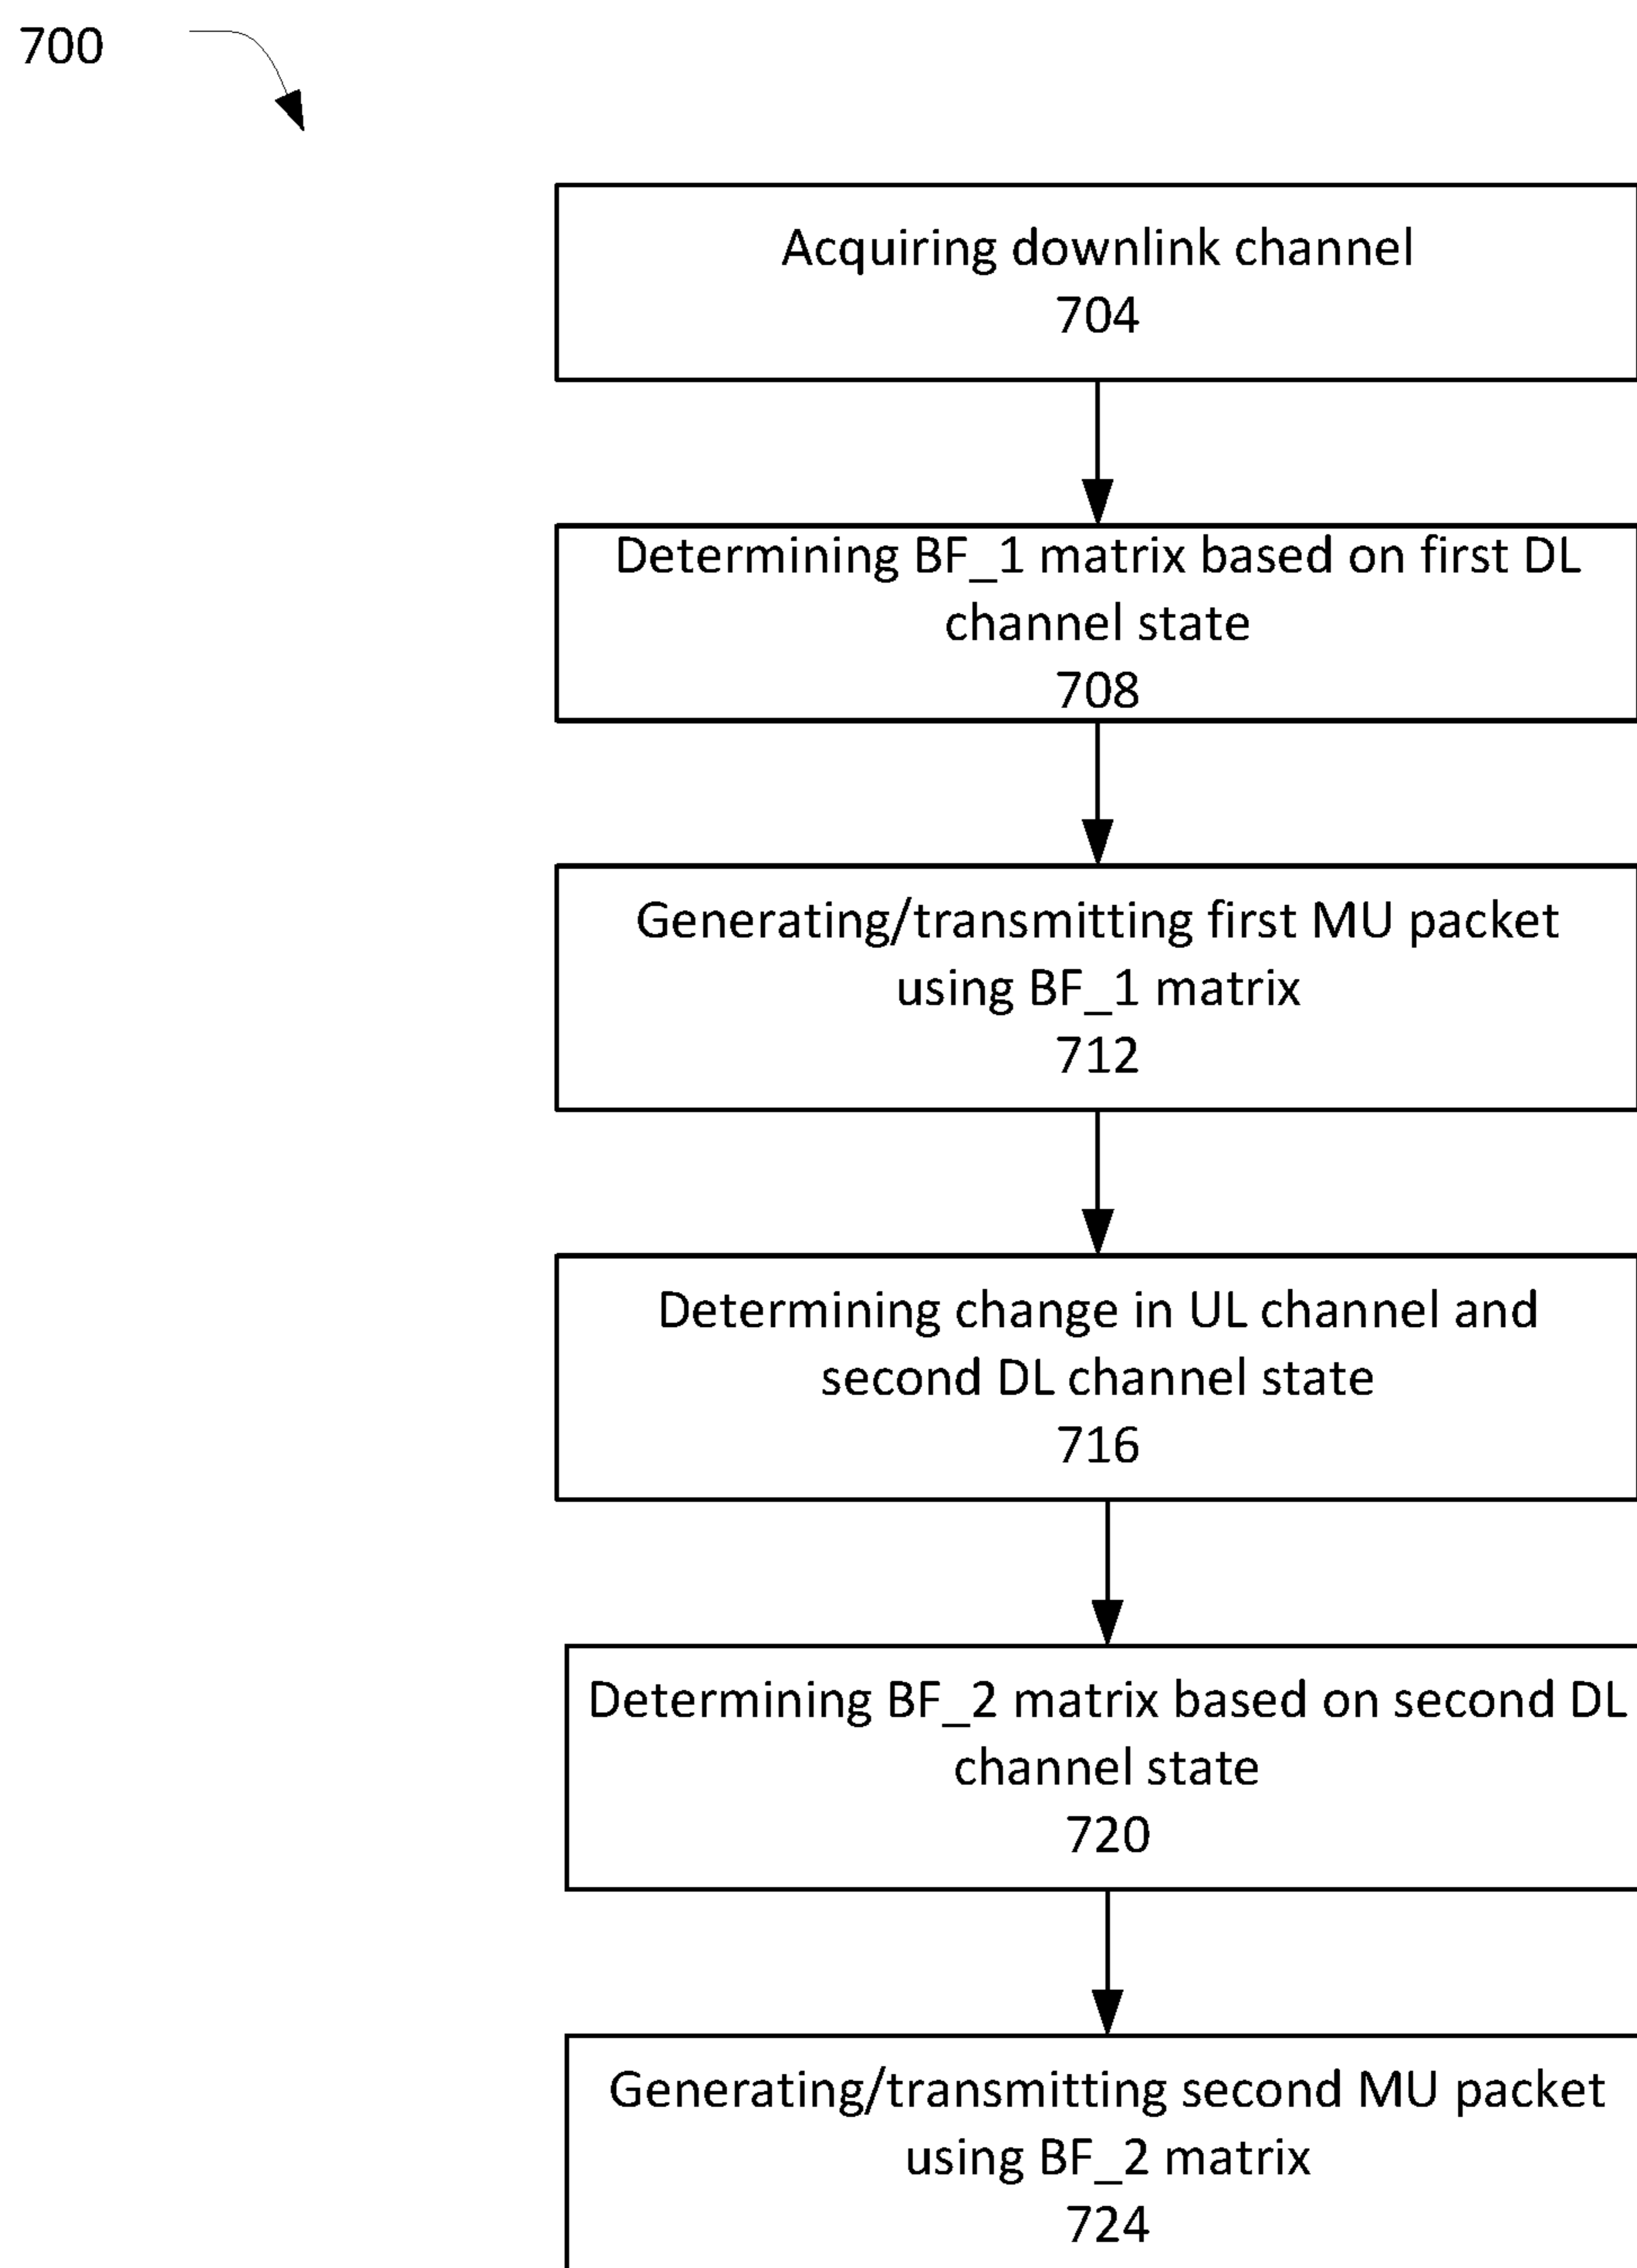 700
Acquiring downlink channel
704
Determining BF_1 matrix based on first DL
channel state
708
Generating/transmitting first MU packet
using BF_1 matrix
712
Determining change in UL channel and
second DL channel state
716
Determining BF_2 matrix based on second DL
channel state
720
Generating/transmitting second MU packet
using BF_2 matrix
724